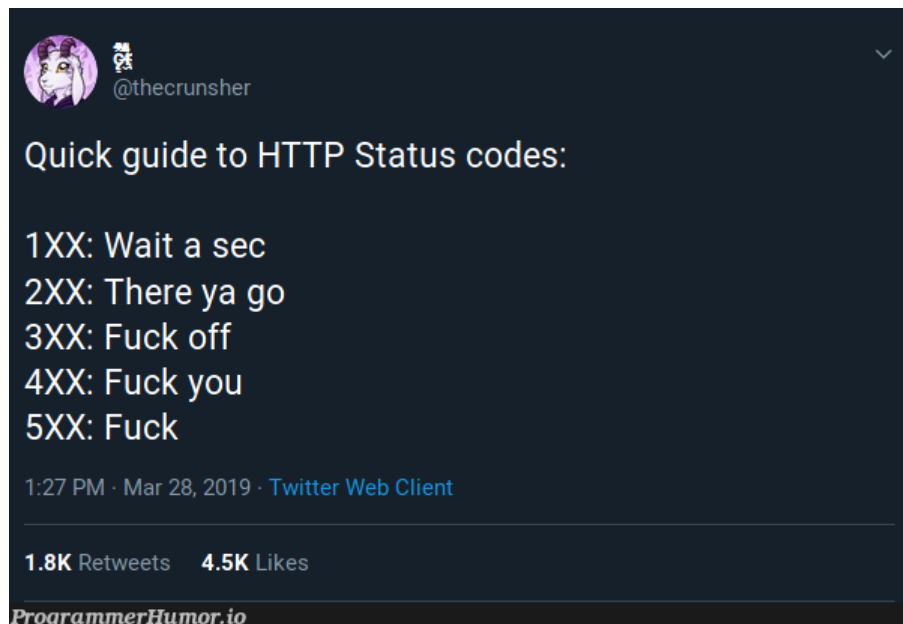 @thecrunsher
Quick guide to HTTP Status codes:
1XX: Wait a sec
2XX: There ya go
3XX: Fuck off
4XX: Fuck you
5XX: Fuck
1:27 PM · Mar 28, 2019 · Twitter Web Client
1.8K Retweets 4.5K Likes
ProgrammerHumor.io